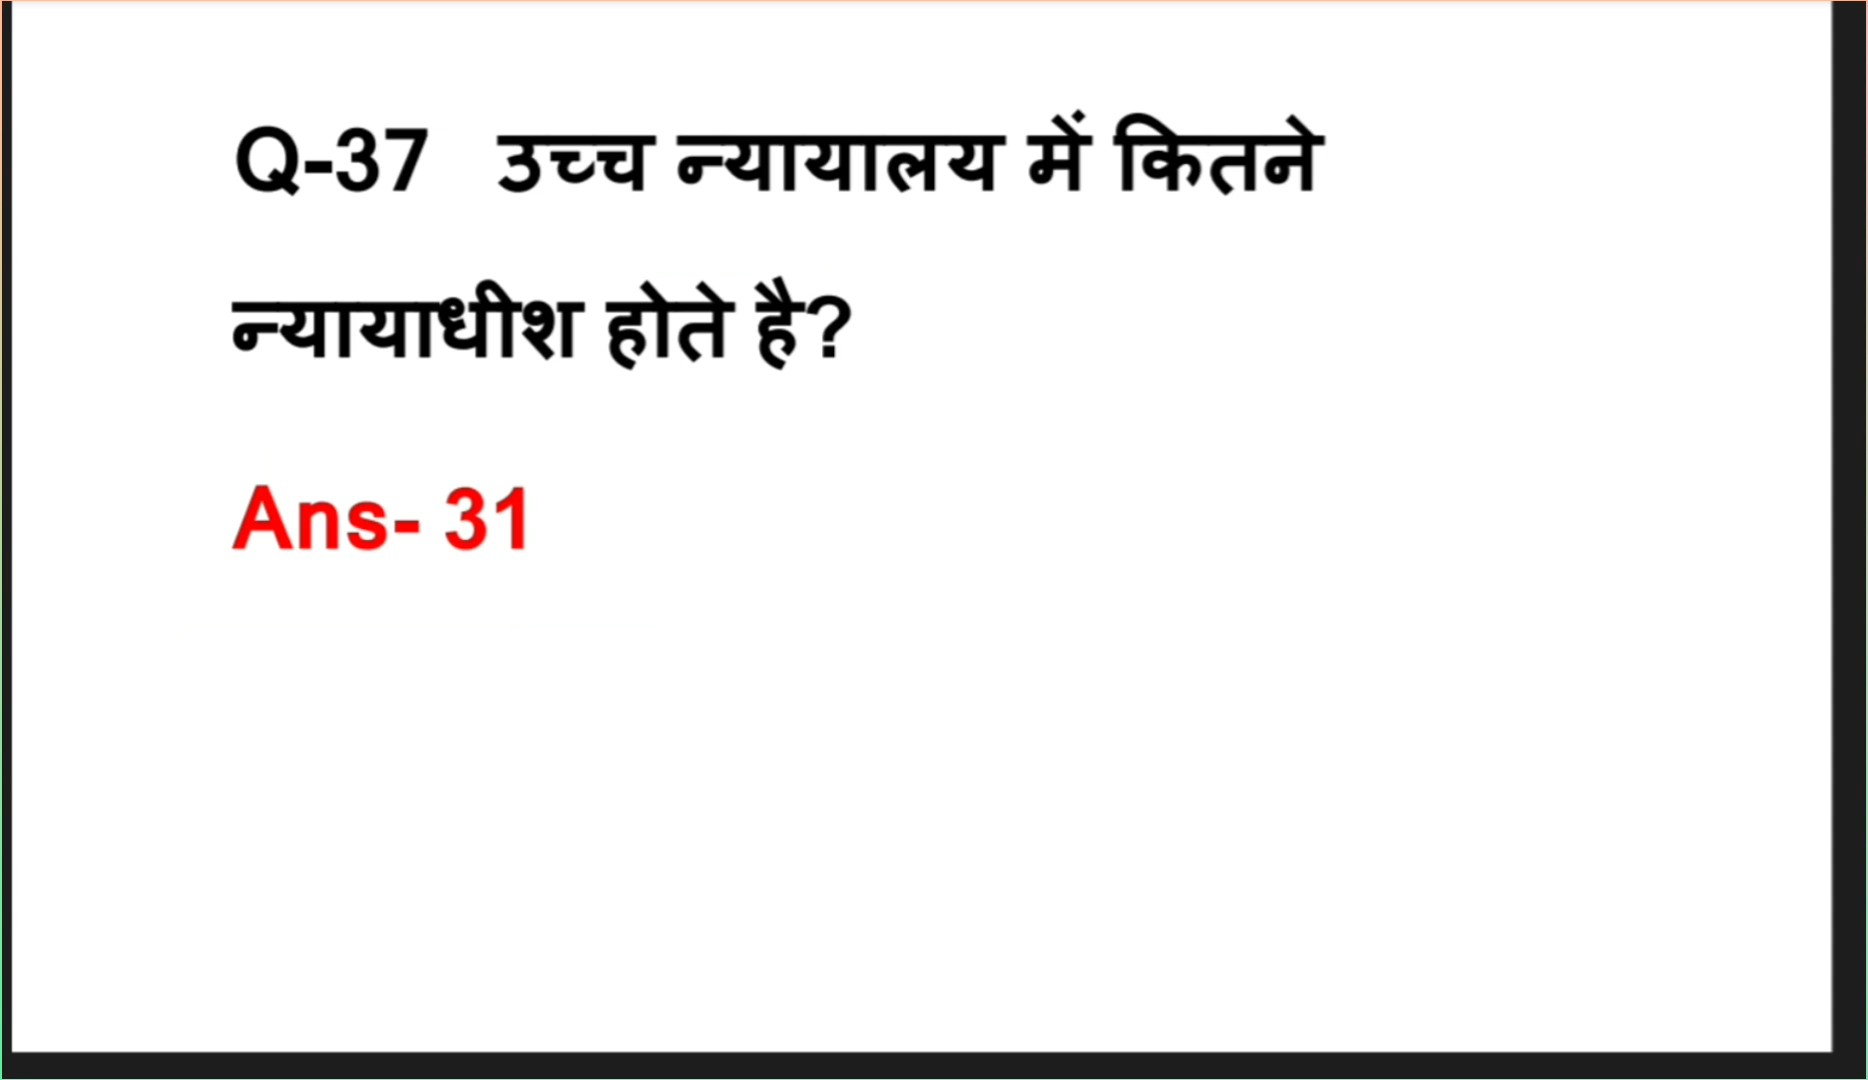 Q-37 उच्च न्यायालय में कितने
न्यायाधीश होते है?
Ans- 31